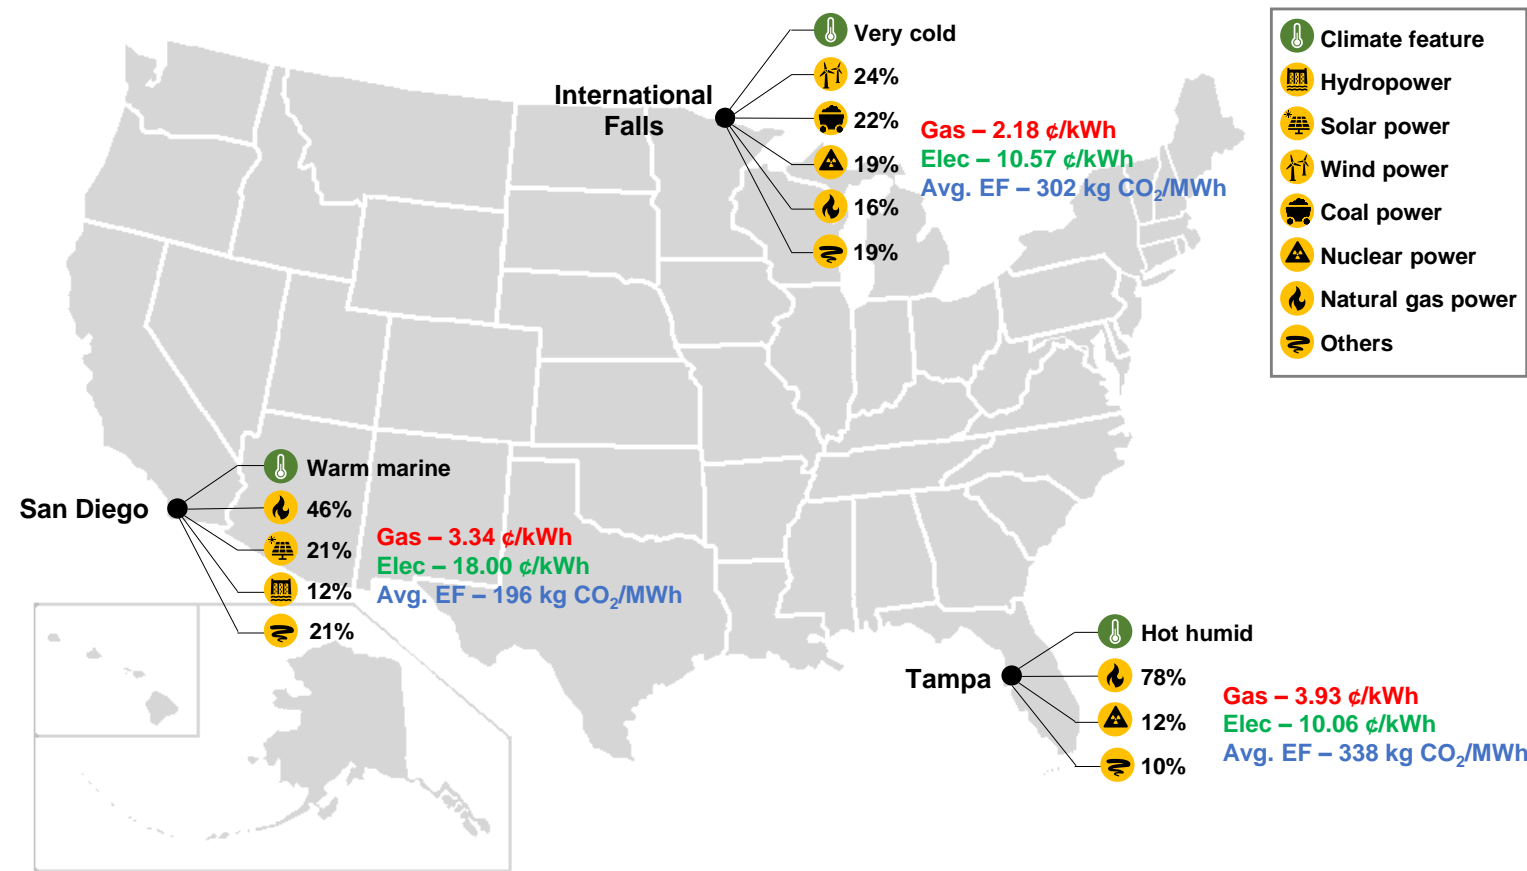 Very cold
24%
International
Falls
22%
19%
16%
19%
Gas – 2.18 ¢/kWh
Elec – 10.57 ¢/kWh
Avg. EF – 302 kg CO₂/MWh
Climate feature
Hydropower
Solar power
Wind power
Coal power
Nuclear power
Natural gas power
Others
San Diego
Warm marine
46%
21%
12%
21%
Gas – 3.34 ¢/kWh
Elec – 18.00 ¢/kWh
Avg. EF – 196 kg CO₂/MWh
Tampa
Hot humid
78%
12%
10%
Gas – 3.93 ¢/kWh
Elec – 10.06 ¢/kWh
Avg. EF – 338 kg CO₂/MWh